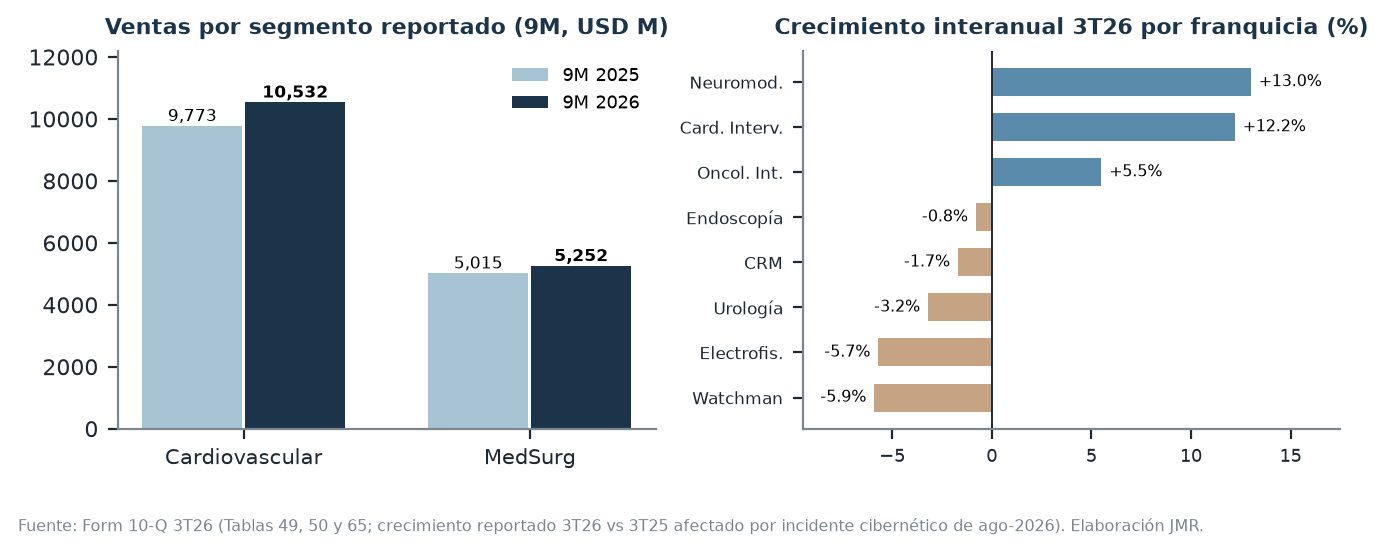 Ventas por segmento reportado (9M, USD M)
12000
10000
8000
6000
4000
2000
0
9M 2025
9M 2026
9,773
10,532
5,015
5,252
Cardiovascular
MedSurg
Crecimiento interanual 3T26 por franquicia (%)
Neuromod.
+13.0%
Card. Interv.
+12.2%
Oncol. Int.
+5.5%
Endoscopía
-0.8%
CRM
-1.7%
Urología
-3.2%
Electrofis.
-5.7%
Watchman
-5.9%
−5
0
5
10
15
Fuente: Form 10-Q 3T26 (Tablas 49, 50 y 65; crecimiento reportado 3T26 vs 3T25 afectado por incidente cibernético de ago-2026). Elaboración JMR.